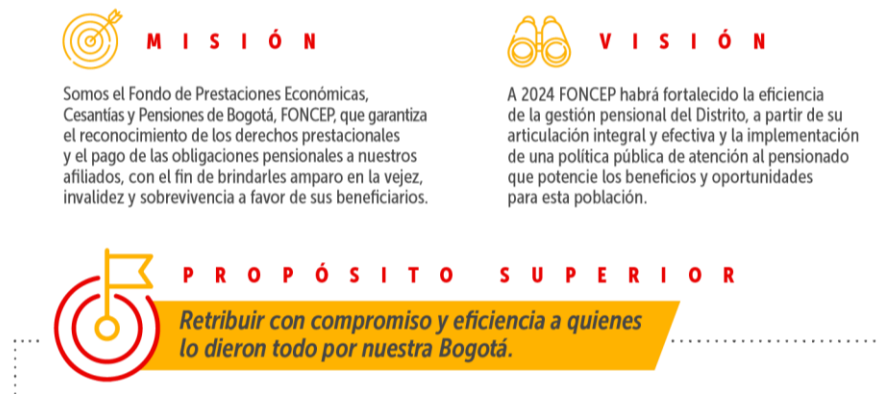 MISIÓN
Somos el Fondo de Prestaciones Económicas,
Cesantías y Pensiones de Bogotá, FONCEP, que garantiza
el reconocimiento de los derechos prestacionales
y el pago de las obligaciones pensionales a nuestros
afiliados, con el fin de brindarles amparo en la vejez,
invalidez y sobrevivencia a favor de sus beneficiarios.
VISIÓN
A 2024 FONCEP habrá fortalecido la eficiencia
de la gestión pensional del Distrito, a partir de su
articulación integral y efectiva y la implementación
de una política pública de atención al pensionado
que potencie los beneficios y oportunidades
para esta población.
PROPÓSITO SUPERIOR
Retribuir con compromiso y eficiencia a quienes
lo dieron todo por nuestra Bogotá.